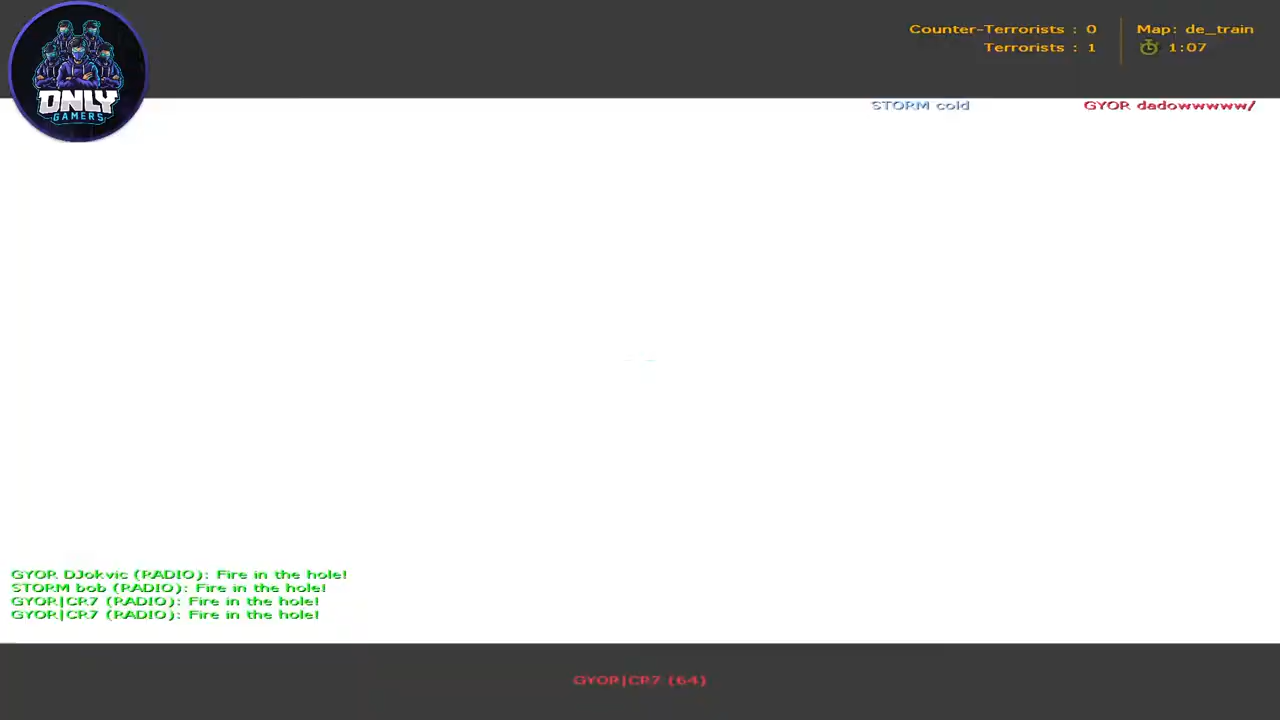 ONLY
GAMERS
Counter-Terrorists : 0
Terrorists : 1
Map: de_train
1:07
STORM cold
GYOR dadowwwww/
GYOR DJokvic (RADIO): Fire in the hole!
STORM bob (RADIO): Fire in the hole!
GYOR|CR7 (RADIO): Fire in the hole!
GYOR|CR7 (RADIO): Fire in the hole!
GYOR|CR7 (64)